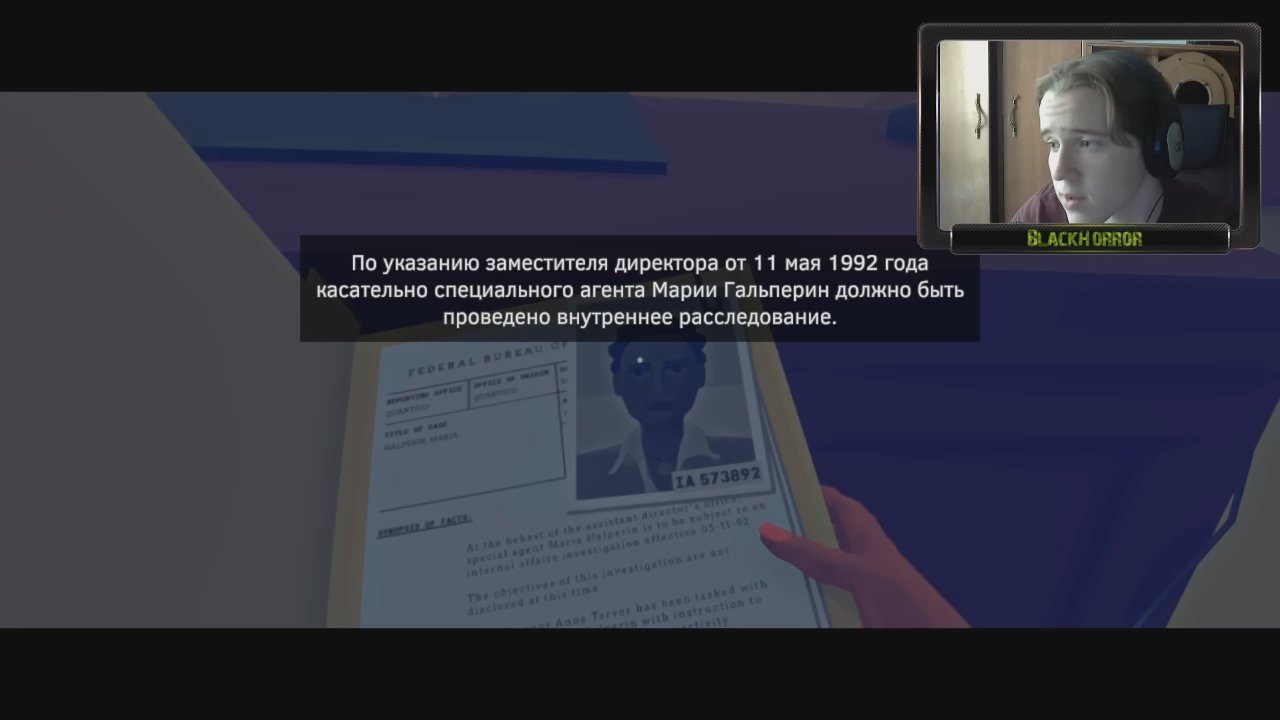 BLACKHORROR
По указанию заместителя директора от 11 мая 1992 года
касательно специального агента Марии Гальперин должно быть
проведено внутреннее расследование.
FEDERAL BUREAU OF
REPORTING OFFICE
OFFICE OF ORIGIN
QUANTICO
QUANTICO
TITLE OF CASE
HALPERIN, MARIA
IA 573892
SYNOPSIS OF FACTS:
At the behest of the assistant director's office,
special agent Maria Halperin is to be subject to an
internal affairs investigation effective 05-11-92
The objectives of this investigation are not
disclosed at this time
Anne Tarver has been tasked with
with instruction to
activity